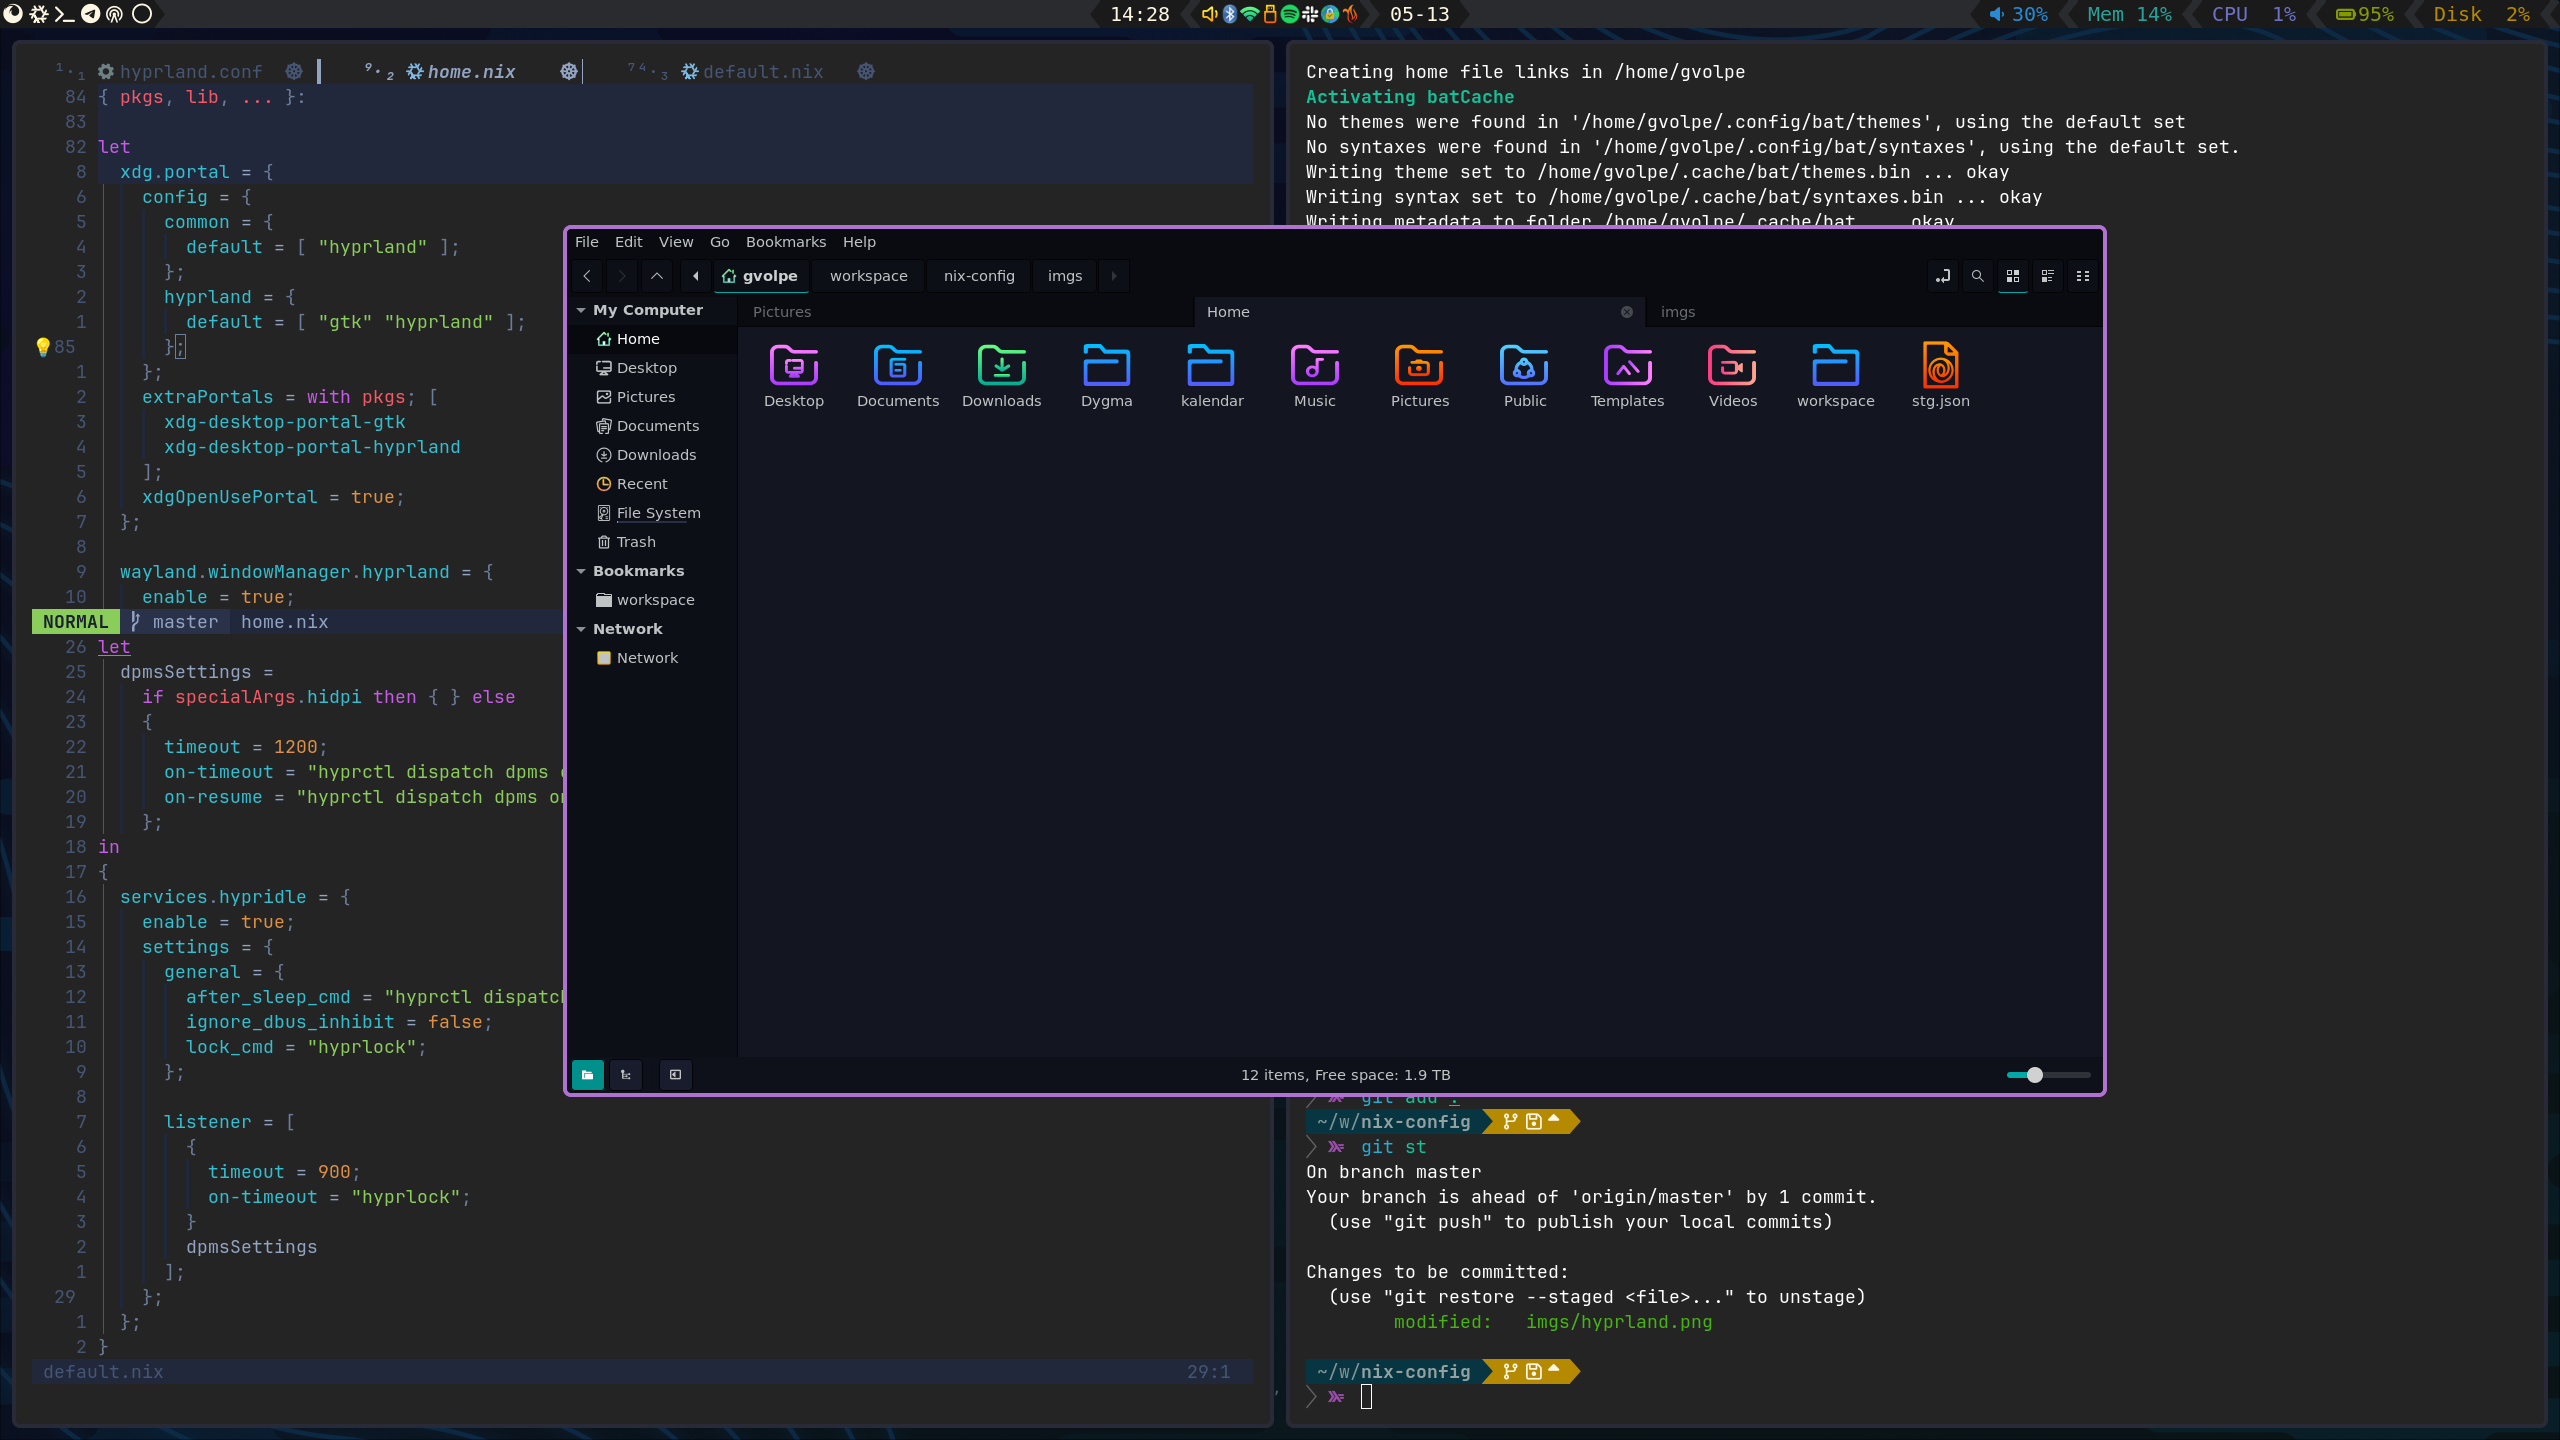 14:28
05-13
30%
Mem 14%
CPU 1%
95%
Disk 2%
hyprland.conf
home.nix
default.nix
84 { pkgs, lib, ... }:
83
82 let
8 xdg.portal = {
6 config = {
5 common = {
4 default = [ "hyprland" ];
3 };
2 hyprland = {
1 default = [ "gtk" "hyprland" ];
85 };
1 };
2 extraPortals = with pkgs; [
3 xdg-desktop-portal-gtk
4 xdg-desktop-portal-hyprland
5 ];
6 xdgOpenUsePortal = true;
7 };
8
9 wayland.windowManager.hyprland = {
10 enable = true;
NORMAL master home.nix
26 let
25 dpmsSettings =
24 if specialArgs.hidpi then { } else
23 {
22 timeout = 1200;
21 on-timeout = "hyprctl dispatch dpms
20 on-resume = "hyprctl dispatch dpms on
19 };
18 in
17 {
16 services.hypridle = {
15 enable = true;
14 settings = {
13 general = {
12 after_sleep_cmd = "hyprctl dispatch
11 ignore_dbus_inhibit = false;
10 lock_cmd = "hyprlock";
9 };
8
7 listener = [
6 {
5 timeout = 900;
4 on-timeout = "hyprlock";
3 }
2 dpmsSettings
1 ];
29 };
1 };
2 }
default.nix 29:1
Creating home file links in /home/gvolpe
Activating batCache
No themes were found in '/home/gvolpe/.config/bat/themes', using the default set
No syntaxes were found in '/home/gvolpe/.config/bat/syntaxes', using the default set.
Writing theme set to /home/gvolpe/.cache/bat/themes.bin ... okay
Writing syntax set to /home/gvolpe/.cache/bat/syntaxes.bin ... okay
Writing metadata to folder /home/gvolpe/.cache/bat ... okay
File Edit View Go Bookmarks Help
gvolpe workspace nix-config imgs
My Computer
Home
Desktop
Pictures
Documents
Downloads
Recent
File System
Trash
Bookmarks
workspace
Network
Network
Pictures Home imgs
Desktop Documents Downloads Dygma kalendar Music Pictures Public Templates Videos workspace stg.json
12 items, Free space: 1.9 TB
git add .
~/w/nix-config
git st
On branch master
Your branch is ahead of 'origin/master' by 1 commit.
(use "git push" to publish your local commits)
Changes to be committed:
(use "git restore --staged <file>..." to unstage)
modified: imgs/hyprland.png
~/w/nix-config